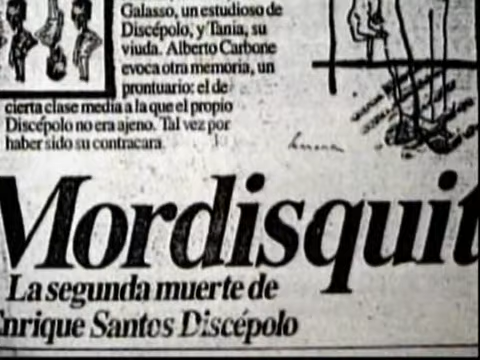 Galasso, un estudioso de
Discépolo, y Tania, su
viuda. Alberto Carbone
evoca otra memoria, un
prontuario: el de
cierta clase media a la que el propio
Discépolo no era ajeno. Tal vez por
haber sido su contracara.
Mordisquit
La segunda muerte de
Enrique Santos Discépolo